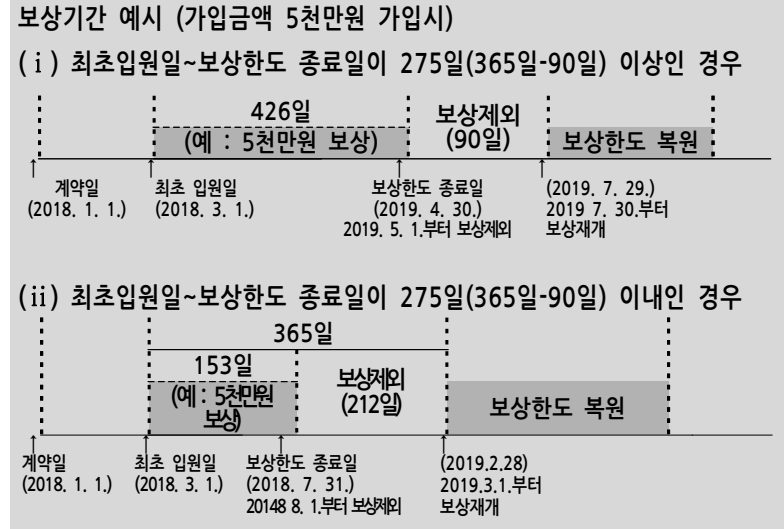 보상기간 예시 (가입금액 5천만원 가입시)
(ⅰ) 최초입원일~보상한도 종료일이 275일(365일-90일) 이상인 경우
426일
(예 : 5천만원 보상)
보상제외
(90일)
보상한도 복원
계약일
(2018. 1. 1.)
최초 입원일
(2018. 3. 1.)
보상한도 종료일
(2019. 4. 30.)
2019. 5. 1.부터 보상제외
(2019. 7. 29.)
2019 7. 30.부터
보상재개
(ⅱ) 최초입원일~보상한도 종료일이 275일(365일-90일) 이내인 경우
365일
153일
(예 : 5천만원
보상)
보상제외
(212일)
보상한도 복원
계약일
(2018. 1. 1.)
최초 입원일
(2018. 3. 1.)
보상한도 종료일
(2018. 7. 31.)
20148 8. 1.부터 보상제외
(2019.2.28)
2019.3.1.부터
보상재개